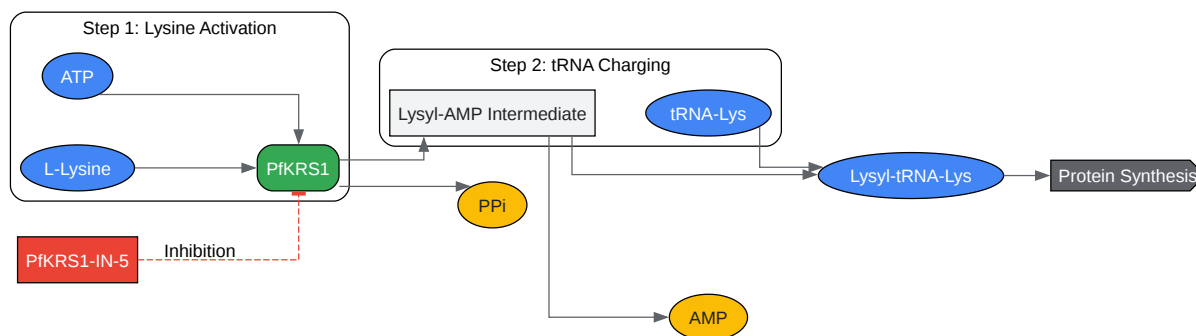 Step 1: Lysine Activation
ATP
L-Lysine
PfKRS1
PfKRS1-IN-5
Inhibition
Step 2: tRNA Charging
Lysyl-AMP Intermediate
tRNA-Lys
PPi
AMP
Lysyl-tRNA-Lys
Protein Synthesis